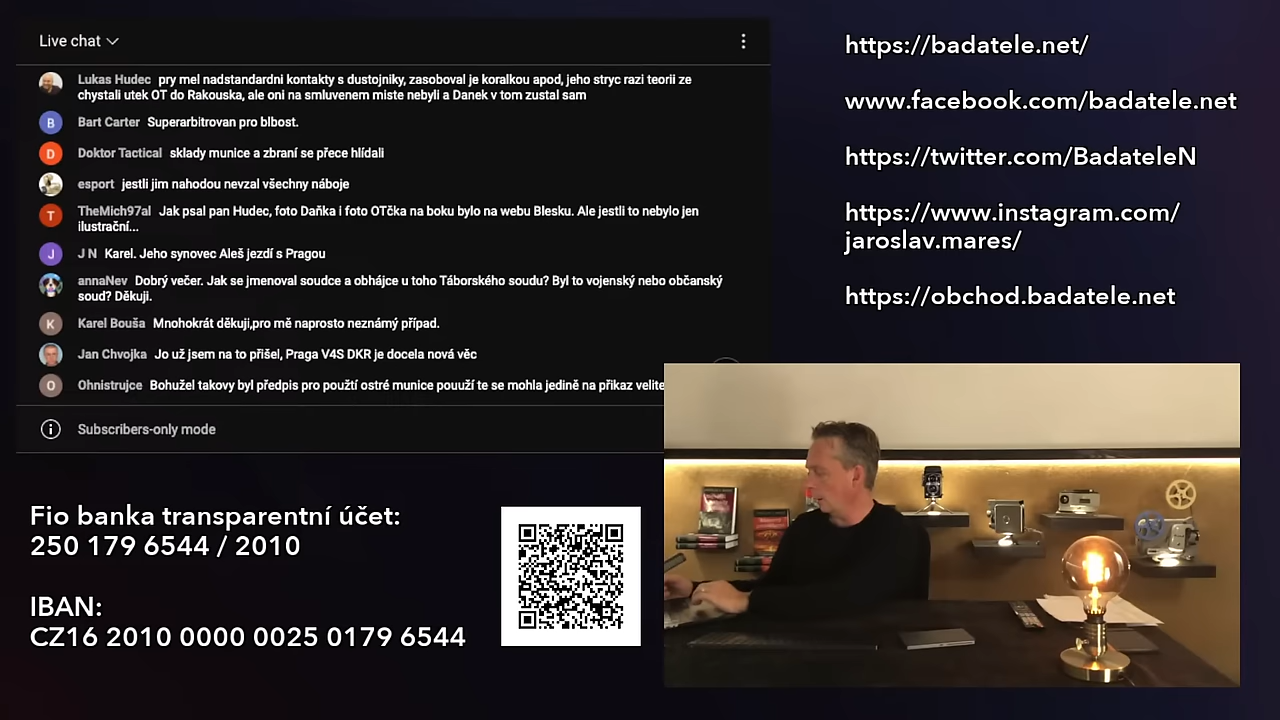 Live chat
Lukas Hudec pry mel nadstandardni kontakty s dustojniky, zasoboval je koralkou apod, jeho stryc razi teorii ze
chystali utek OT do Rakouska, ale oni na smluvenem miste nebyli a Danek v tom zustal sam
B Bart Carter Superarbitrovan pro blbost.
D Doktor Tactical sklady munice a zbraní se přece hlídali
esport jestli jim nahodou nevzal všechny náboje
T TheMich97al Jak psal pan Hudec, foto Daňka i foto OTčka na boku bylo na webu Blesku. Ale jestli to nebylo jen
ilustrační...
J J N Karel. Jeho synovec Aleš jezdí s Pragou
annaNev Dobrý večer. Jak se jmenoval soudce a obhájce u toho Táborského soudu? Byl to vojenský nebo občanský
soud? Děkuji.
K Karel Bouša Mnohokrát děkuji,pro mě naprosto neznámý případ.
Jan Chvojka Jo už jsem na to přišel, Praga V4S DKR je docela nová věc
O Ohnistrujce Bohužel takovy byl předpis pro použtí ostré munice pouuží te se mohla jedině na přikaz velite
Subscribers-only mode
https://badatele.net/
www.facebook.com/badatele.net
https://twitter.com/BadateleN
https://www.instagram.com/
jaroslav.mares/
https://obchod.badatele.net
Fio banka transparentní účet:
250 179 6544 / 2010
IBAN:
CZ16 2010 0000 0025 0179 6544